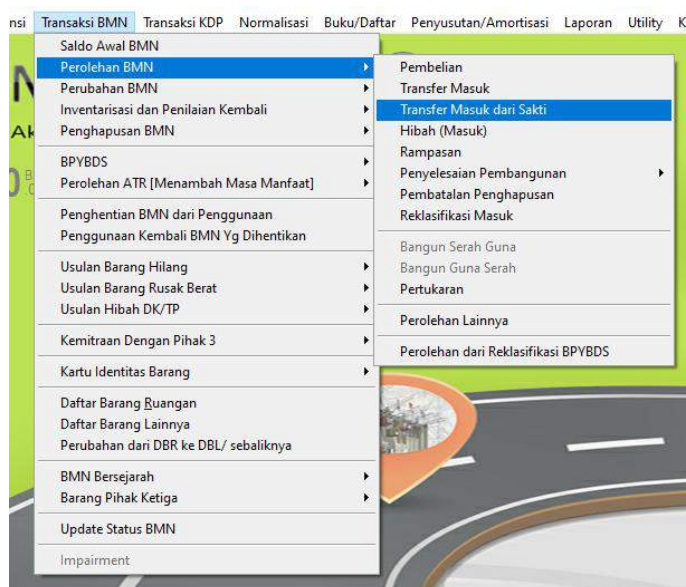 Transaksi BMN Transaksi KDP Normalisasi Buku/Daftar Penyusutan/Amortisasi Laporan Utility
Saldo Awal BMN
Perolehan BMN
Perubahan BMN
Inventarisasi dan Penilaian Kembali
Penghapusan BMN
BPYBDS
Perolehan ATR [Menambah Masa Manfaat]
Penghentian BMN dari Penggunaan
Penggunaan Kembali BMN Yg Dihentikan
Usulan Barang Hilang
Usulan Barang Rusak Berat
Usulan Hibah DK/TP
Kemitraan Dengan Pihak 3
Kartu Identitas Barang
Daftar Barang Ruangan
Daftar Barang Lainnya
Perubahan dari DBR ke DBL/ sebaliknya
BMN Bersejarah
Barang Pihak Ketiga
Update Status BMN
Impairment
Pembelian
Transfer Masuk
Transfer Masuk dari Sakti
Hibah (Masuk)
Rampasan
Penyelesaian Pembangunan
Pembatalan Penghapusan
Reklasifikasi Masuk
Bangun Serah Guna
Bangun Guna Serah
Pertukaran
Perolehan Lainnya
Perolehan dari Reklasifikasi BPYBDS